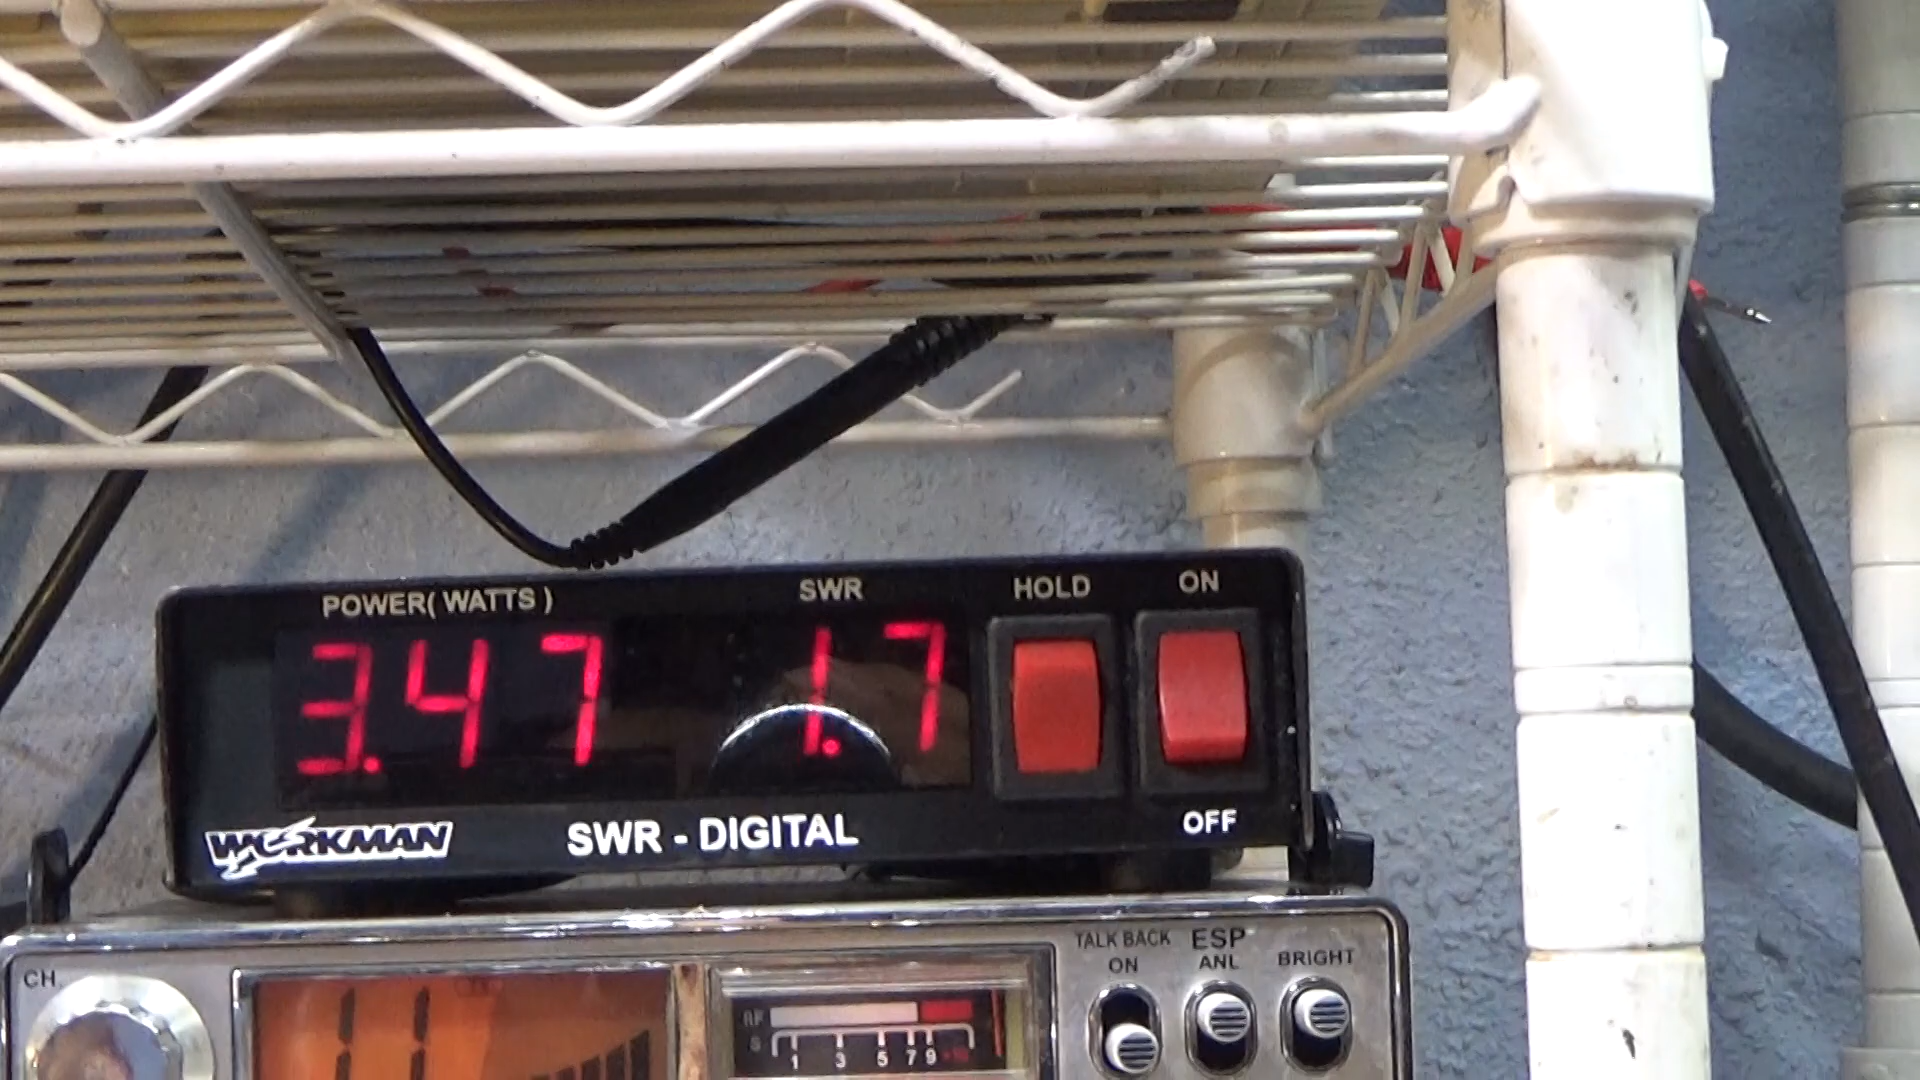 POWER( WATTS ) SWR HOLD ON
3.47 1.7
WORKMAN SWR - DIGITAL OFF
CH. TALK BACK ESP BRIGHT
ON ANL
11
RF
S 1 3 5 7 9